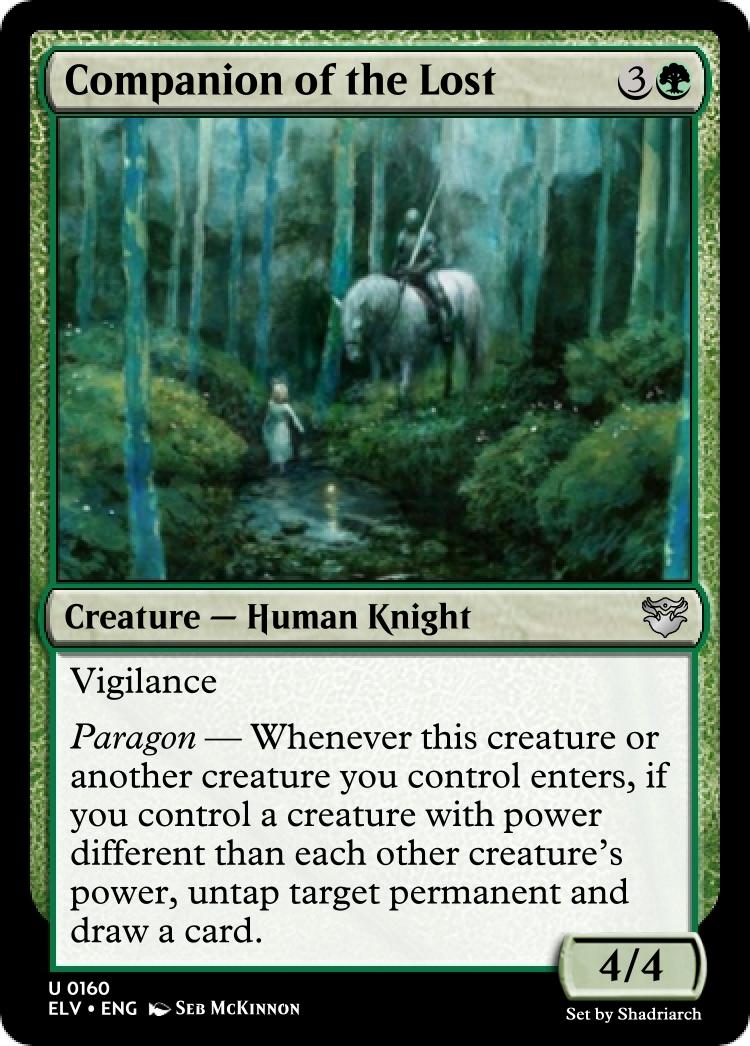 Companion of the Lost 3
Creature — Human Knight
Vigilance
Paragon — Whenever this creature or
another creature you control enters, if
you control a creature with power
different than each other creature's
power, untap target permanent and
draw a card.
4/4
U 0160
ELV • ENG Seb McKinnon
Set by Shadriarch